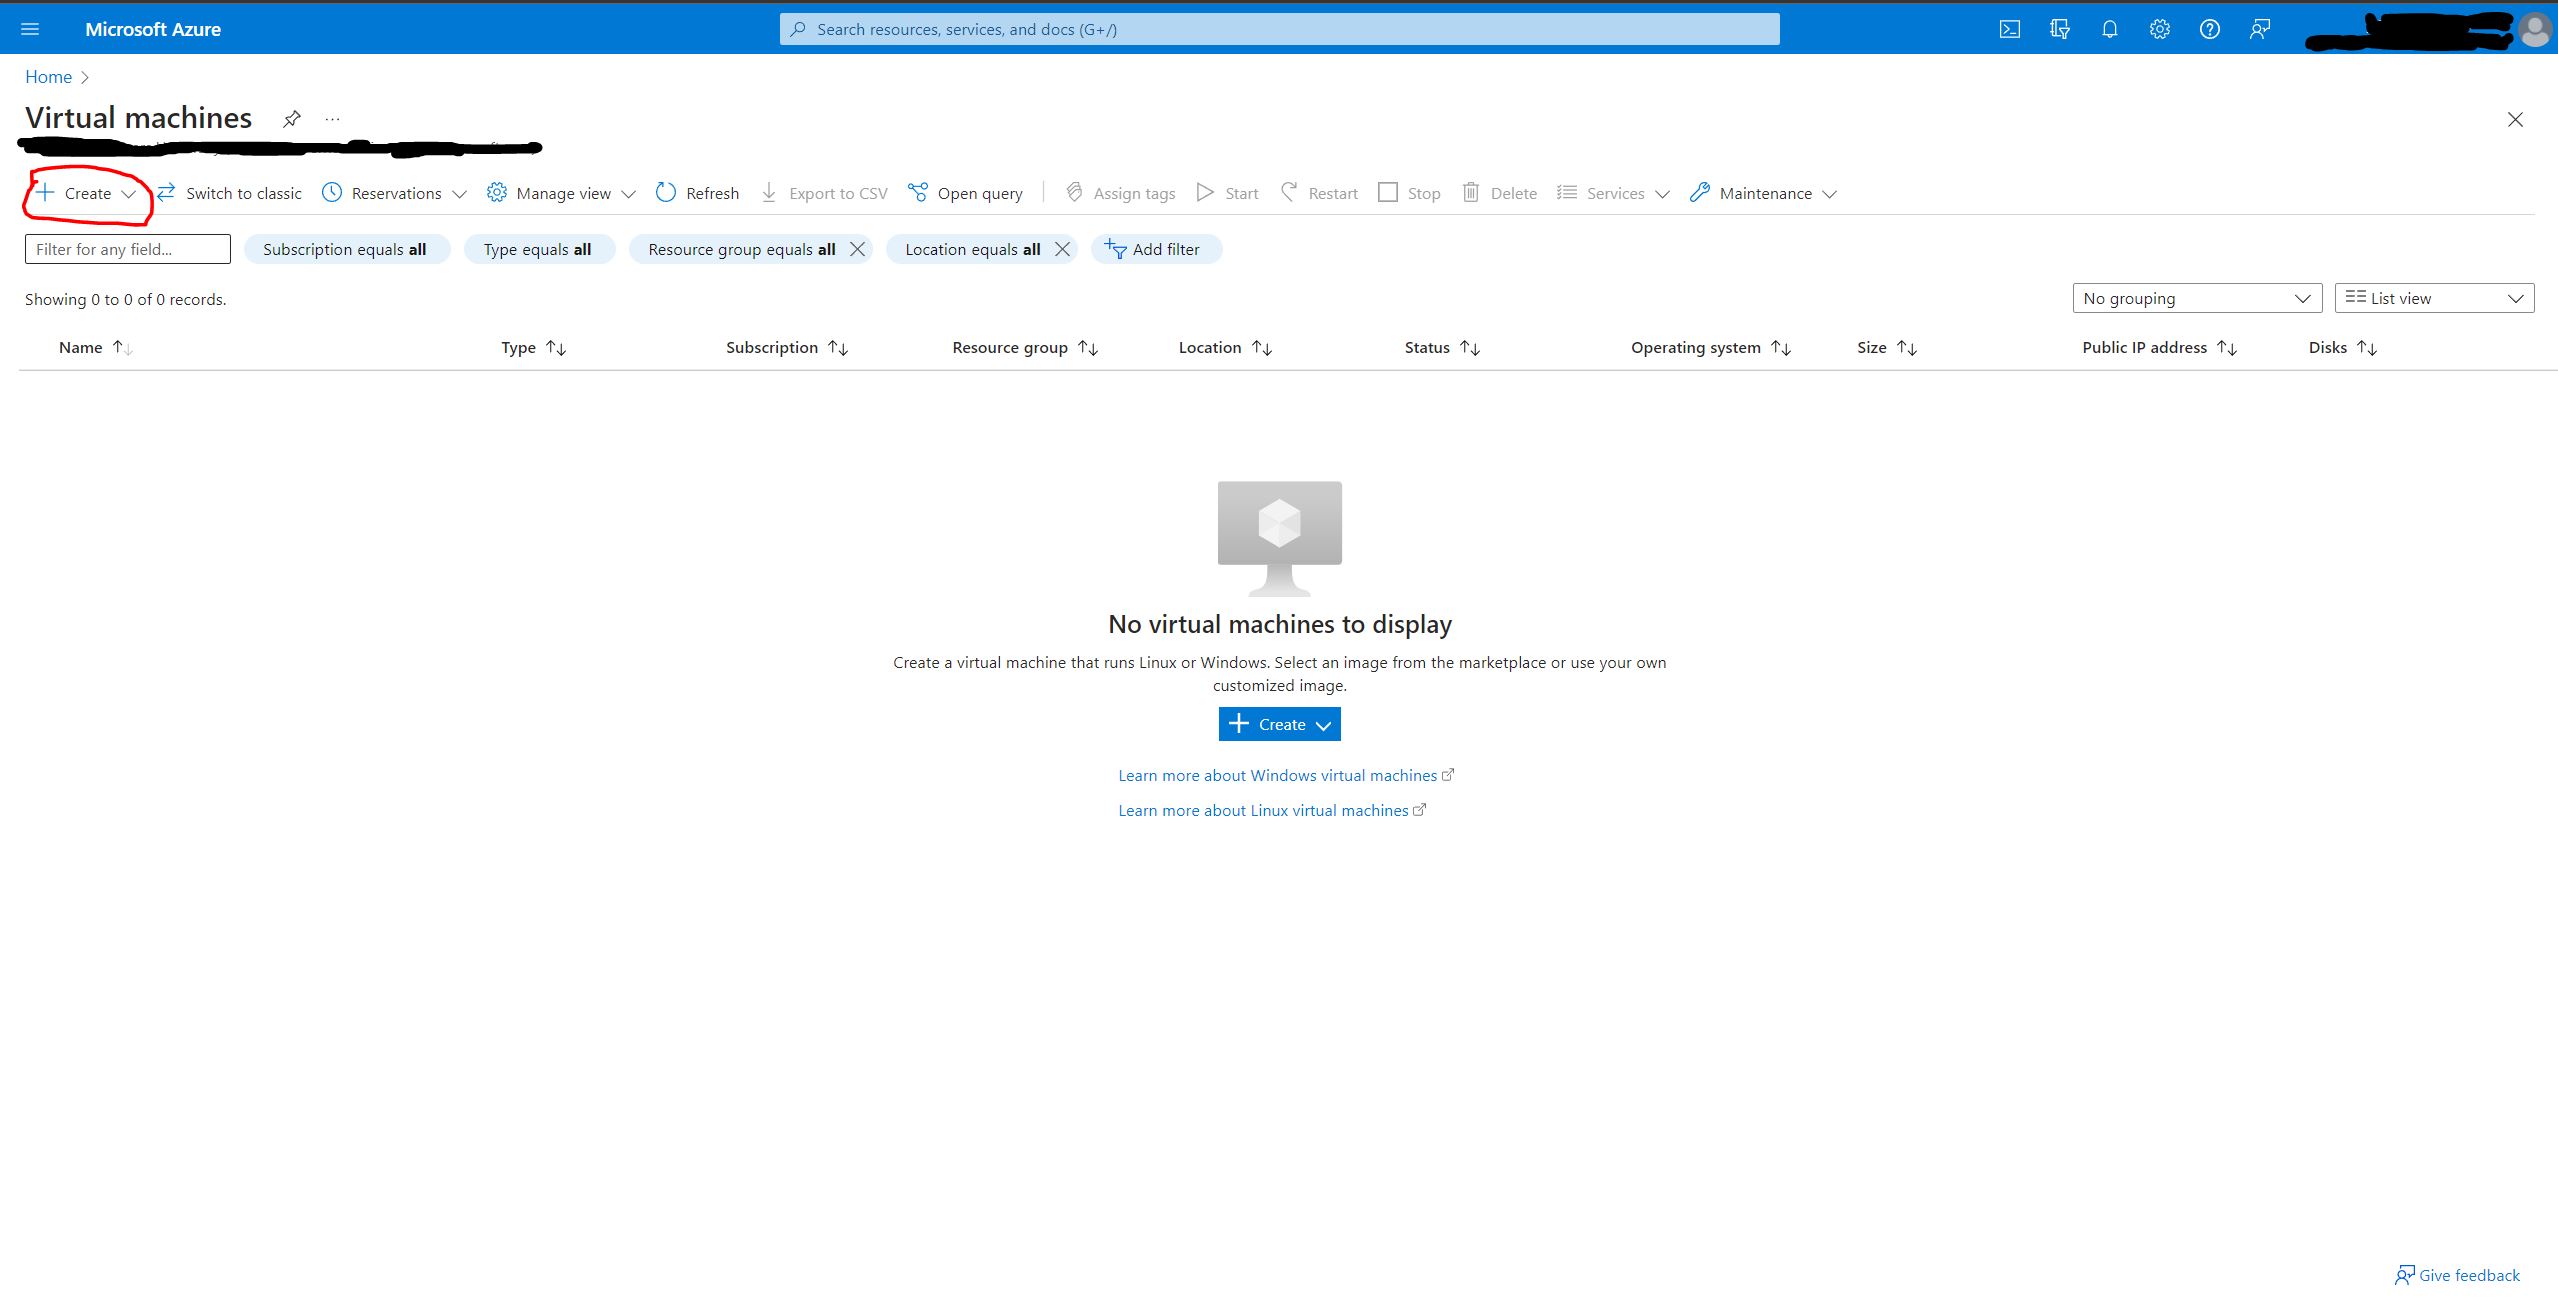 Microsoft Azure
Search resources, services, and docs (G+/)
Home
Virtual machines
Create
Switch to classic
Reservations
Manage view
Refresh
Export to CSV
Open query
Assign tags
Start
Restart
Stop
Delete
Services
Maintenance
Filter for any field...
Subscription equals all
Type equals all
Resource group equals all
Location equals all
Add filter
Showing 0 to 0 of 0 records.
No grouping
List view
Name
Type
Subscription
Resource group
Location
Status
Operating system
Size
Public IP address
Disks
No virtual machines to display
Create a virtual machine that runs Linux or Windows. Select an image from the marketplace or use your own
customized image.
Create
Learn more about Windows virtual machines
Learn more about Linux virtual machines
Give feedback